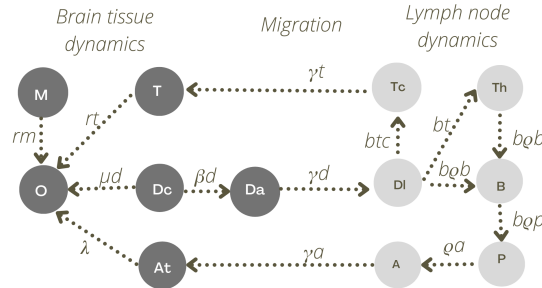 Brain tissue
dynamics
Migration
Lymph node
dynamics
M
T
γt
Tc
Th
rm
rt
btc
bt
bϱb
O
μd
Dc
βd
Da
γd
Dl
bϱb
B
λ
bϱp
At
γa
A
ϱa
P